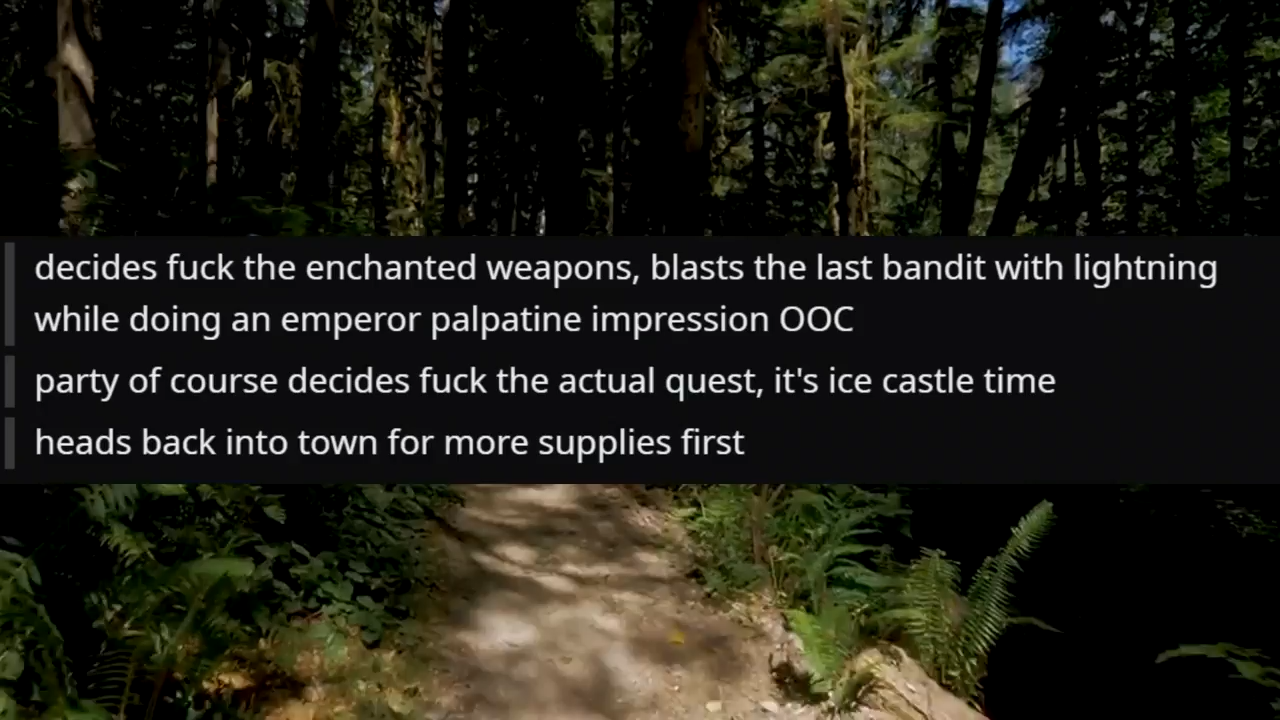 decides fuck the enchanted weapons, blasts the last bandit with lightning
while doing an emperor palpatine impression OOC
party of course decides fuck the actual quest, it's ice castle time
heads back into town for more supplies first